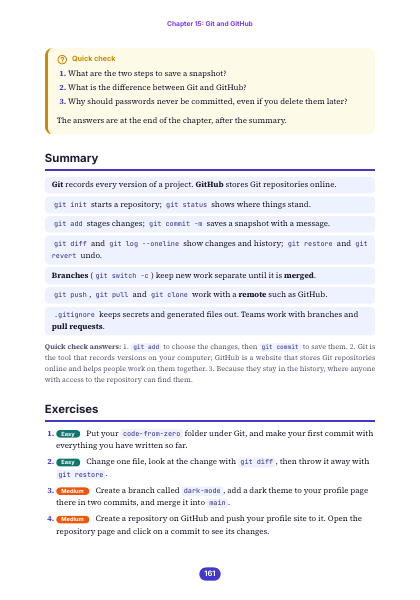 Chapter 15: Git and GitHub
? Quick check
1. What are the two steps to save a snapshot?
2. What is the difference between Git and GitHub?
3. Why should passwords never be committed, even if you delete them later?
The answers are at the end of the chapter, after the summary.
Summary
Git records every version of a project. GitHub stores Git repositories online.
git init starts a repository; git status shows where things stand.
git add stages changes; git commit -m saves a snapshot with a message.
git diff and git log --oneline show changes and history; git restore and git
revert undo.
Branches ( git switch -c ) keep new work separate until it is merged.
git push , git pull and git clone work with a remote such as GitHub.
.gitignore keeps secrets and generated files out. Teams work with branches and
pull requests.
Quick check answers: 1. git add to choose the changes, then git commit to save them. 2. Git is
the tool that records versions on your computer; GitHub is a website that stores Git repositories
online and helps people work on them together. 3. Because they stay in the history, where anyone
with access to the repository can find them.
Exercises
1. Easy Put your code-from-zero folder under Git, and make your first commit with
everything you have written so far.
2. Easy Change one file, look at the change with git diff , then throw it away with
git restore .
3. Medium Create a branch called dark-mode , add a dark theme to your profile page
there in two commits, and merge it into main .
4. Medium Create a repository on GitHub and push your profile site to it. Open the
repository page and click on a commit to see its changes.
161